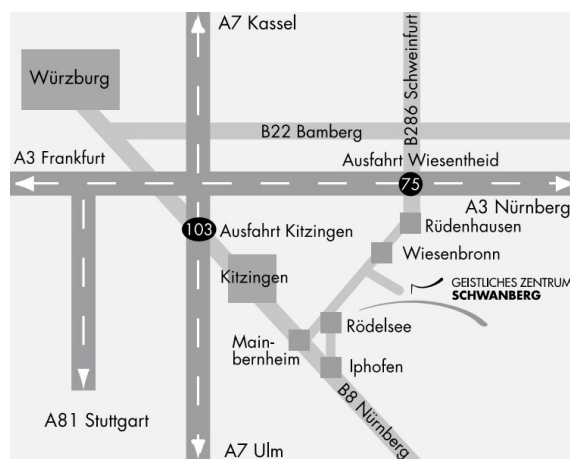 A7 Kassel
Würzburg
B286 Schweinfurt
B22 Bamberg
A3 Frankfurt
Ausfahrt Wiesentheid
75
A3 Nürnberg
103
Ausfahrt Kitzingen
Rüdenhausen
Wiesenbronn
Kitzingen
GEISTLICHES ZENTRUM
SCHWANBERG
Rödelsee
Main-
bernheim
Iphofen
B8 Nürnberg
A81 Stuttgart
A7 Ulm